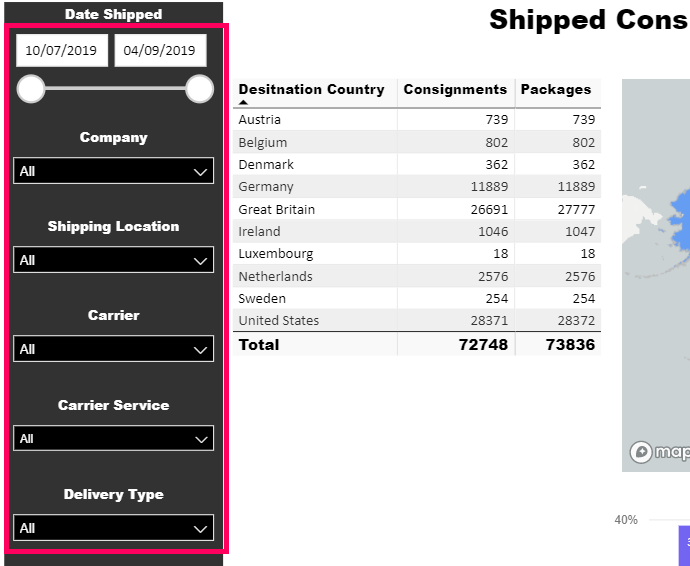 Date Shipped
10/07/2019 04/09/2019
Company
All
Shipping Location
All
Carrier
All
Carrier Service
All
Delivery Type
All
Shipped Cons
Desitnation Country Consignments Packages
Austria 739 739
Belgium 802 802
Denmark 362 362
Germany 11889 11889
Great Britain 26691 27777
Ireland 1046 1047
Luxembourg 18 18
Netherlands 2576 2576
Sweden 254 254
United States 28371 28372
Total 72748 73836
map
40%